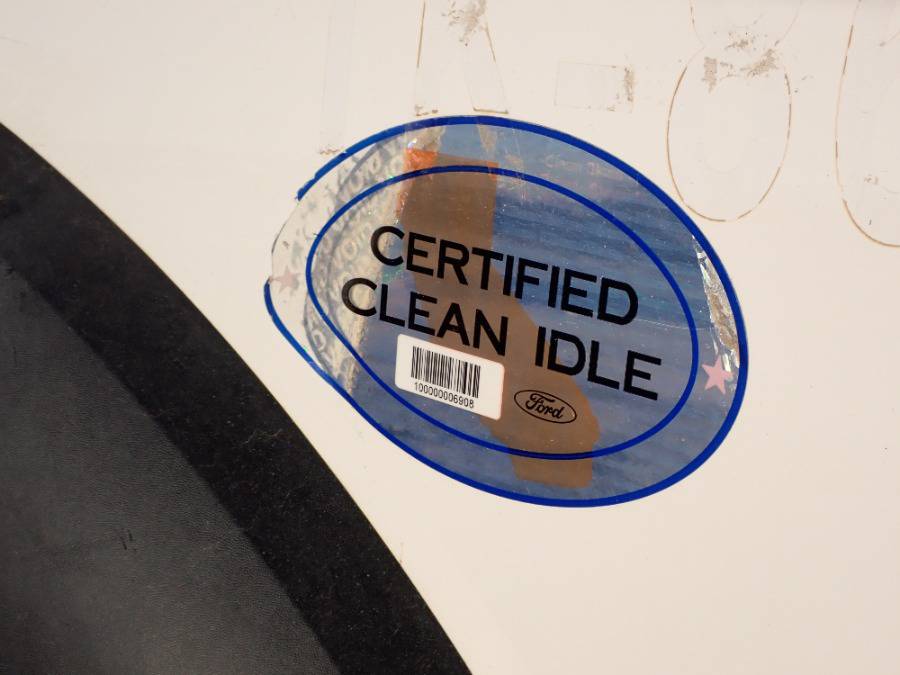 CERTIFIED
CLEAN IDLE
100000006908
Ford